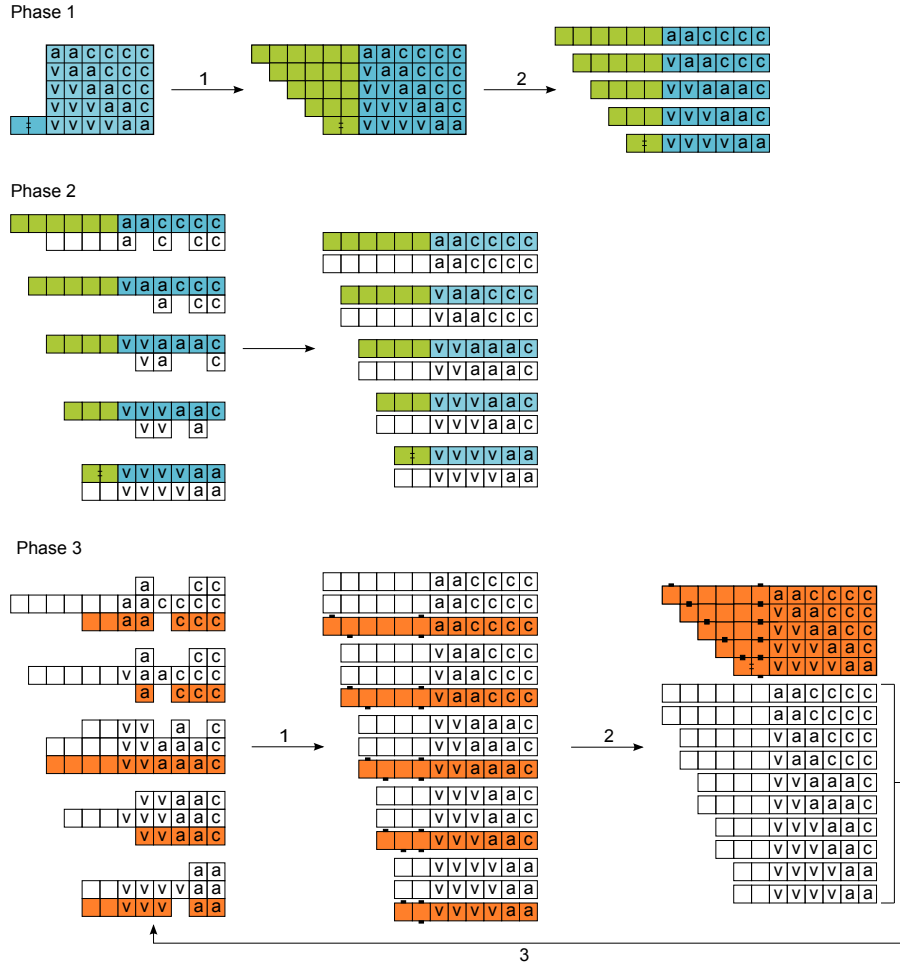 Phase 1
a a c c c c
v a a c c c
v v a a c c
v v v a a c
v v v v a a
1
a a c c c c
v a a c c c
v v a a c c
v v v a a c
v v v v a a
2
a a c c c c
v a a c c c
v v a a a c
v v v a a c
v v v v a a
Phase 2
a a c c c c
a c c c
v a a c c c
a c c
v v a a a c
v a c
v v v a a c
v v a
v v v v a a
v v v v a a
a a c c c c
a a c c c c
v a a c c c
v a a c c c
v v a a a c
v v a a a c
v v v a a c
v v v a a c
v v v v a a
v v v v a a
Phase 3
a c c
a a c c c c
a a c c c
a c c
v a a c c c
a c c c
v v a c
v v a a a c
v v a a a c
v v a a c
v v v a a c
v v a a c
a a
v v v v a a
v v v a a
1
a a c c c c
a a c c c c
a a c c c c
v a a c c c
v a a c c c
v a a c c c
v v a a a c
v v a a a c
v v a a a c
v v v a a c
v v v a a c
v v v a a c
v v v v a a
v v v v a a
v v v v a a
2
a a c c c c
v a a c c c
v v a a c c
v v v a a c
v v v v a a
a a c c c c
a a c c c c
v a a c c c
v a a c c c
v v a a a c
v v a a a c
v v v a a c
v v v a a c
v v v v a a
v v v v a a
3